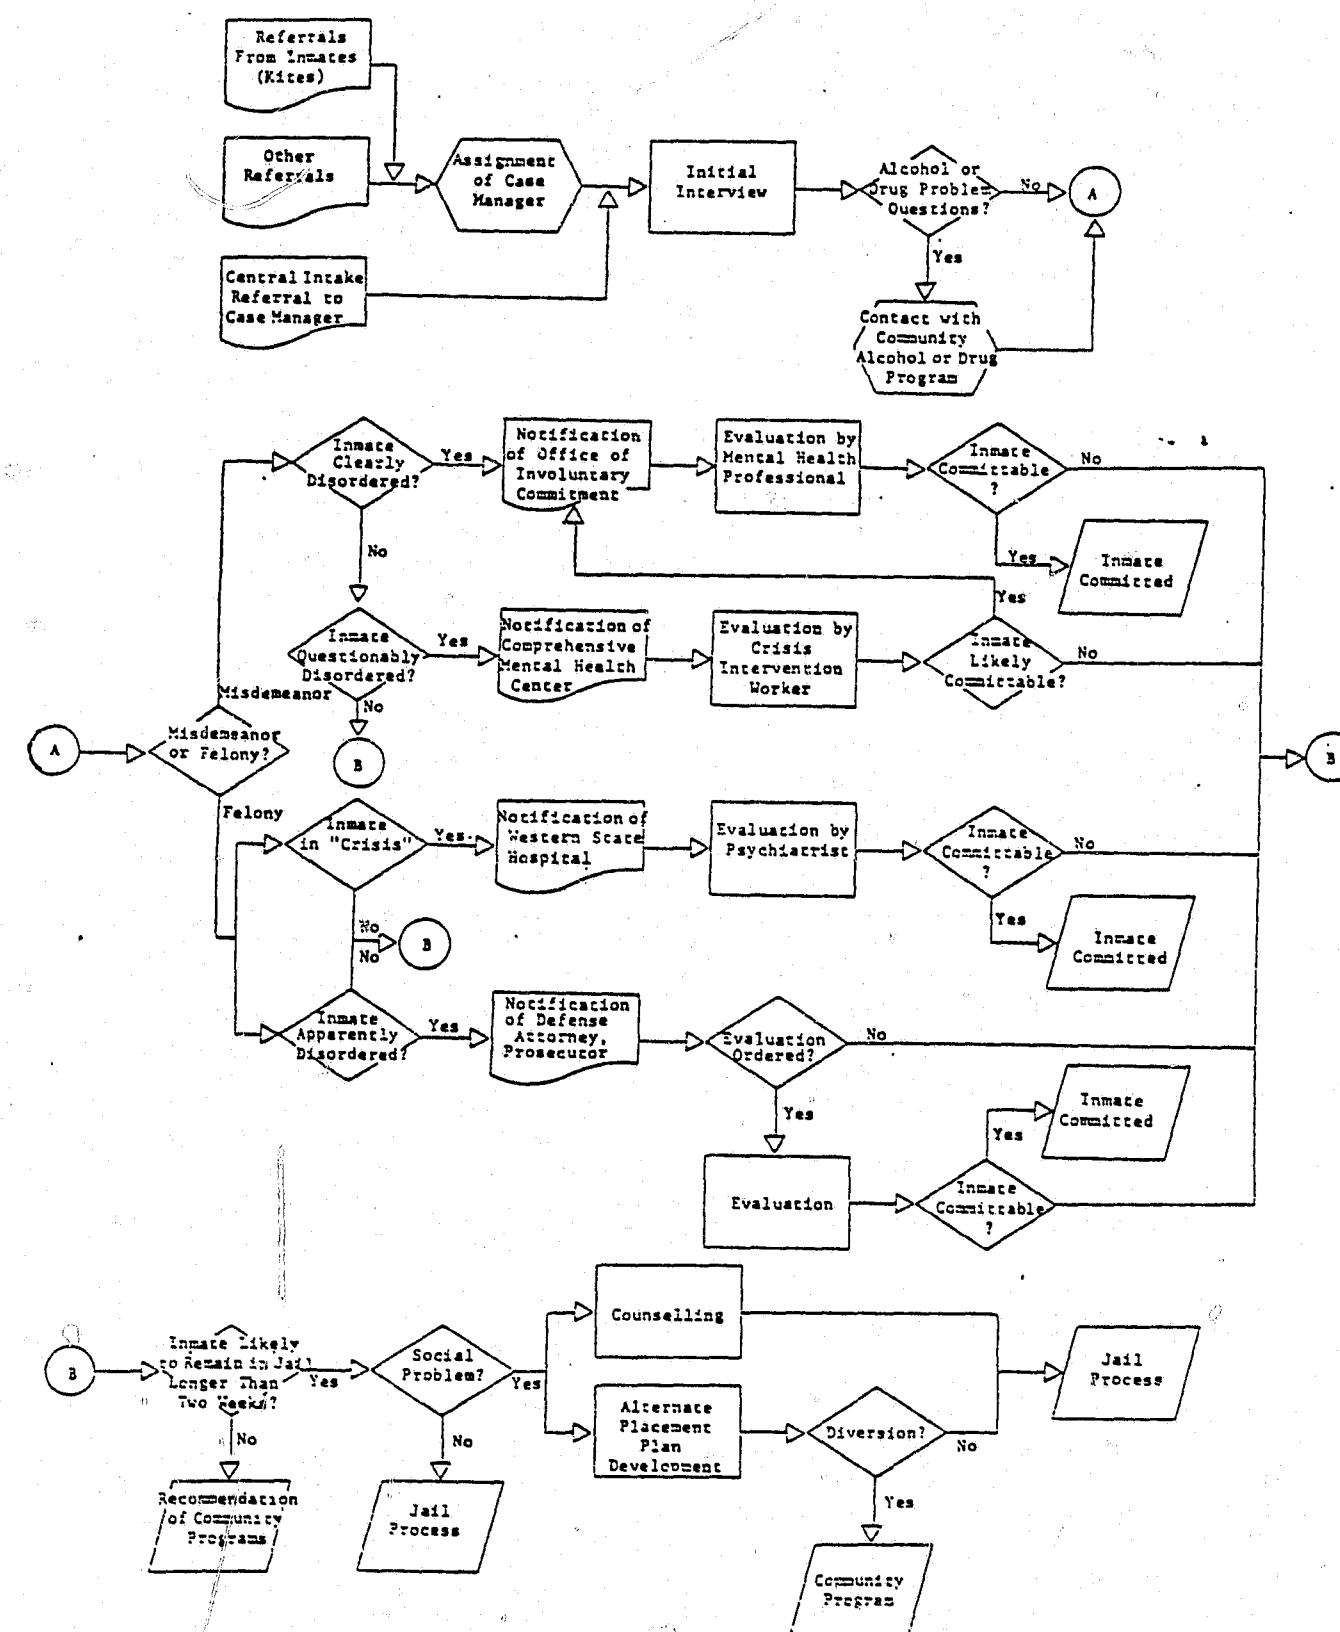 Referrals
From Inmates
(Kites)
Other
Referrals
Assignment
of Case
Manager
Initial
Interview
Alcohol or
Drug Problem
Questions?
No
A
Yes
Central Intake
Referral to
Case Manager
Contact with
Community
Alcohol or Drug
Program
Inmate
Clearly
Disordered?
Yes
Notification
of Office of
Involuntary
Commitment
Evaluation by
Mental Health
Professional
Inmate
Committable
?
No
Yes
Inmate
Committed
No
Yes
Inmate
Questionably
Disordered?
Yes
Notification of
Comprehensive
Mental Health
Center
Evaluation by
Crisis
Intervention
Worker
Inmate
Likely
Committable?
No
Misdemeanor
No
A
Misdemeanor
or Felony?
B
B
Felony
Inmate
in "Crisis"
Yes
Notification of
Western State
Hospital
Evaluation by
Psychiatrist
Inmate
Committable
?
No
Yes
Inmate
Committed
No
B
No
Inmate
Apparently
Disordered?
Yes
Notification
of Defense
Attorney,
Prosecutor
Evaluation
Ordered?
No
Yes
Inmate
Committed
Yes
Evaluation
Inmate
Committable
?
Counselling
B
Inmate Likely
to Remain in Jail
Longer Than
Two Weeks?
Yes
Social
Problem?
Yes
Jail
Process
Alternate
Placement
Plan
Development
Diversion?
No
No
No
Recommendation
of Community
Programs
Jail
Process
Yes
Community
Program